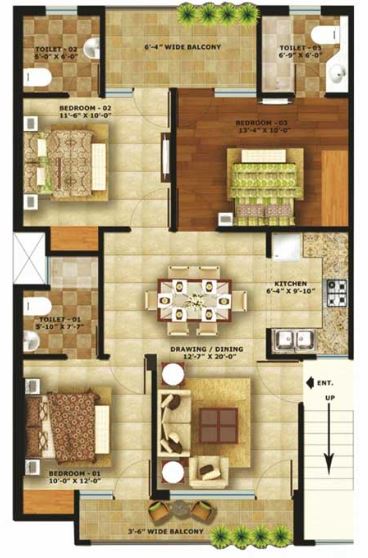 TOILET - 02
5'-0" X 6'-0"
6'-4" WIDE BALCONY
TOILET - 03
6'-9" X 6'-0"
BEDROOM - 02
11'-6" X 10'-0"
BEDROOM - 03
13'-4" X 10'-0"
KITCHEN
6'-4" X 9'-10"
TOILET - 01
5'-10" X 7'-7"
DRAWING / DINING
12'-7" X 20'-0"
ENT.
UP
BEDROOM - 01
10'-0" X 12'-0"
3'-6" WIDE BALCONY